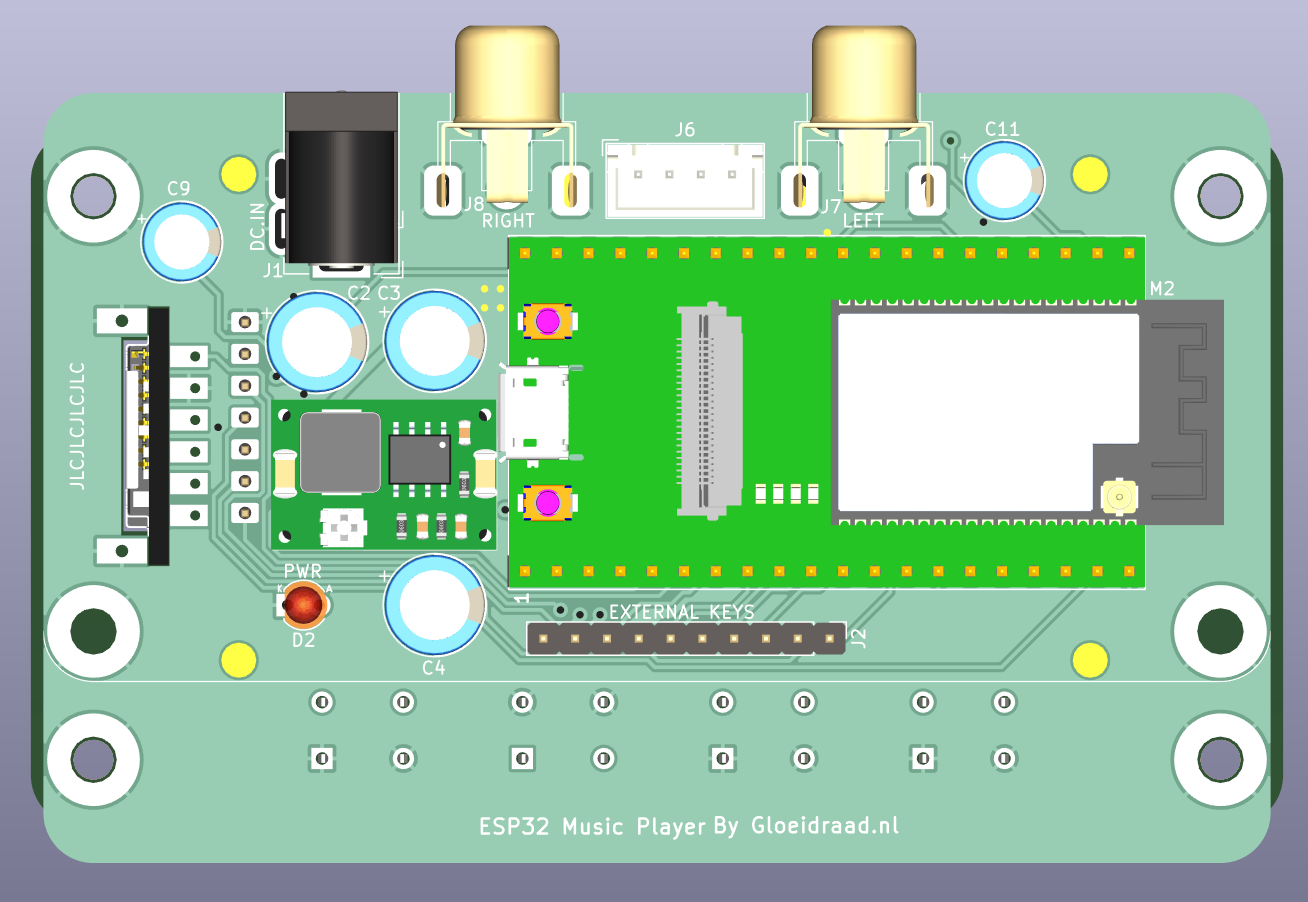 J6
C11
C9
DC.IN
J8
RIGHT
J7
LEFT
J1
C2
C3
M2
JLCJLCJLCJLC
PWR
K
A
D2
1
EXTERNAL KEYS
J2
C4
ESP32 Music Player By Gloeidraad.nl